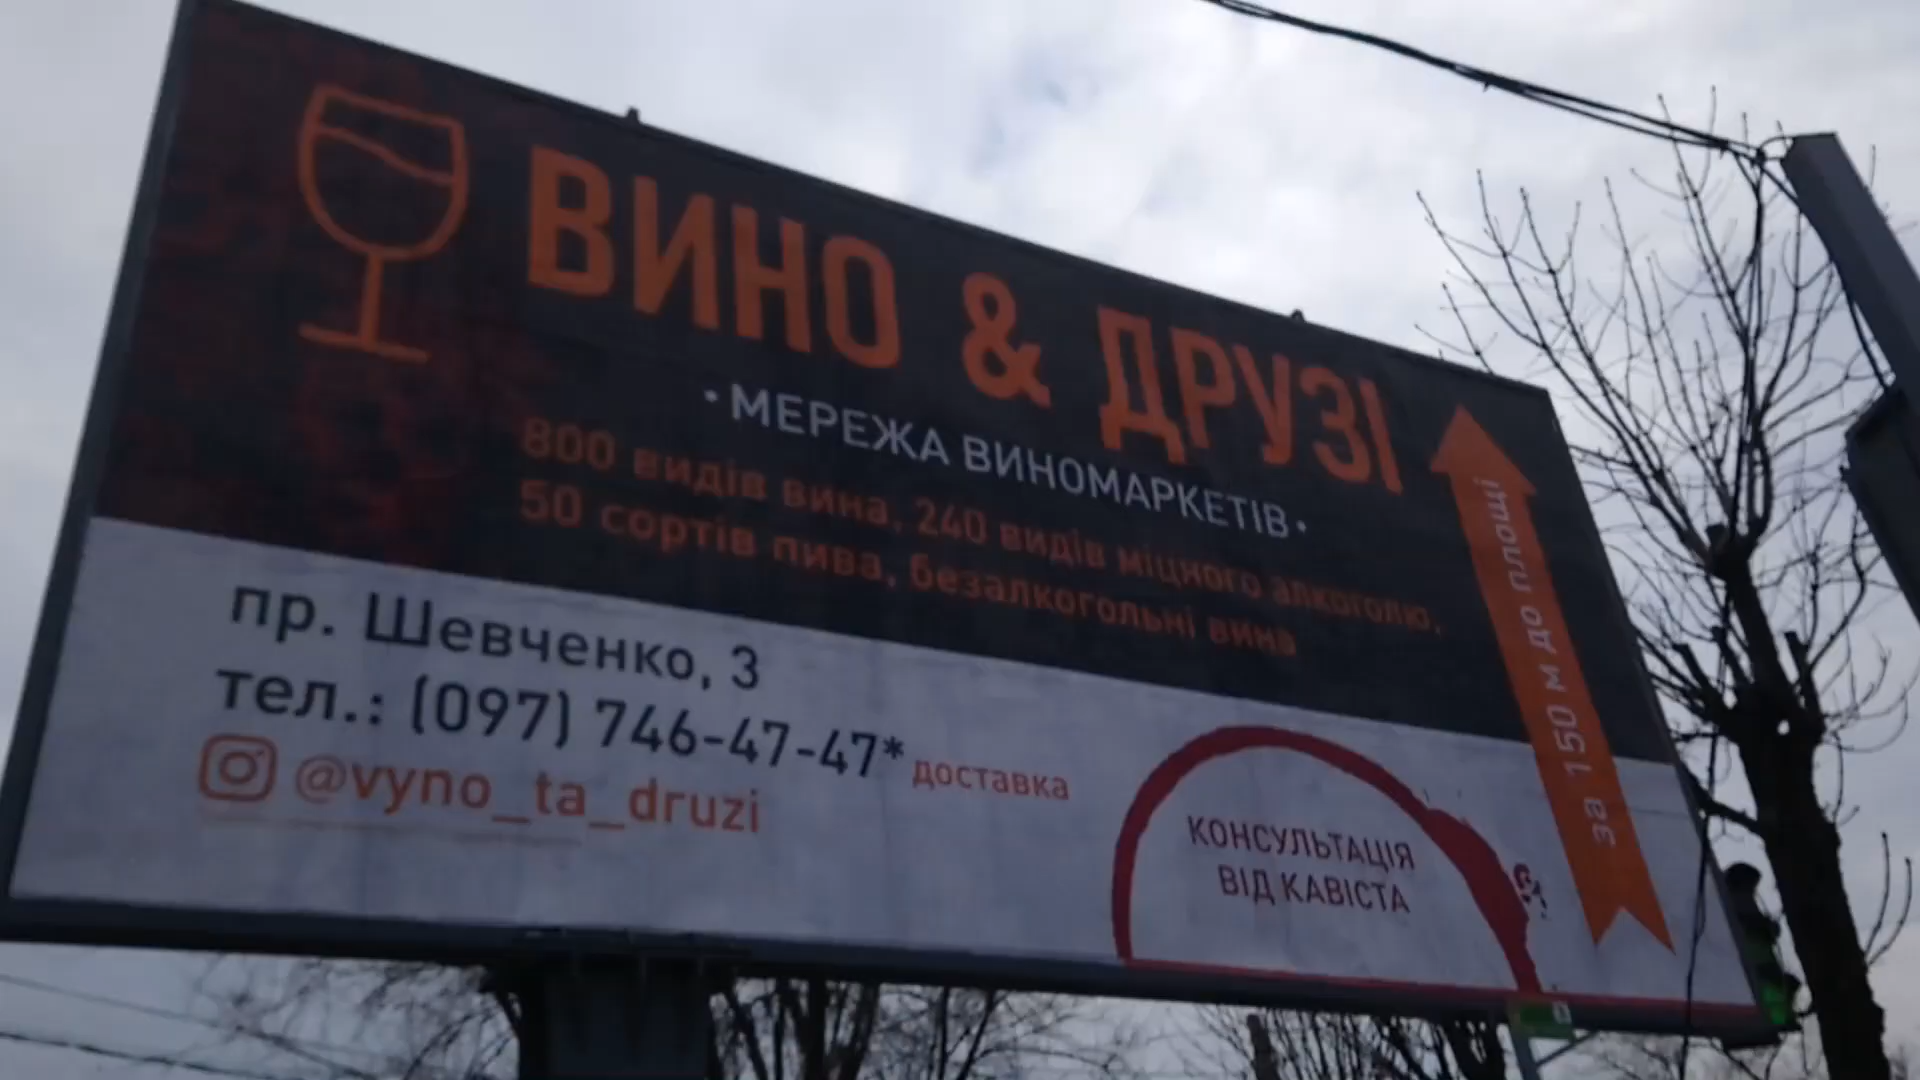 ВИНО & ДРУЗІ
• МЕРЕЖА ВИНОМАРКЕТІВ •
800 видів вина, 240 видів міцного алкоголю,
50 сортів пива, безалкогольні вина
пр. Шевченко, 3
тел.: (097) 746-47-47* доставка
@vyno_ta_druzi
КОНСУЛЬТАЦІЯ
ВІД КАВІСТА
за 150 м до площі